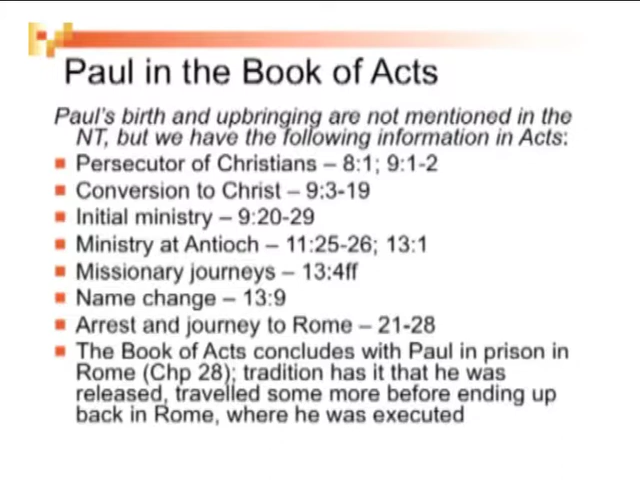 Paul in the Book of Acts
Paul's birth and upbringing are not mentioned in the
NT, but we have the following information in Acts:
Persecutor of Christians – 8:1; 9:1-2
Conversion to Christ – 9:3-19
Initial ministry – 9:20-29
Ministry at Antioch – 11:25-26; 13:1
Missionary journeys – 13:4ff
Name change – 13:9
Arrest and journey to Rome – 21-28
The Book of Acts concludes with Paul in prison in
Rome (Chp 28); tradition has it that he was
released, travelled some more before ending up
back in Rome, where he was executed